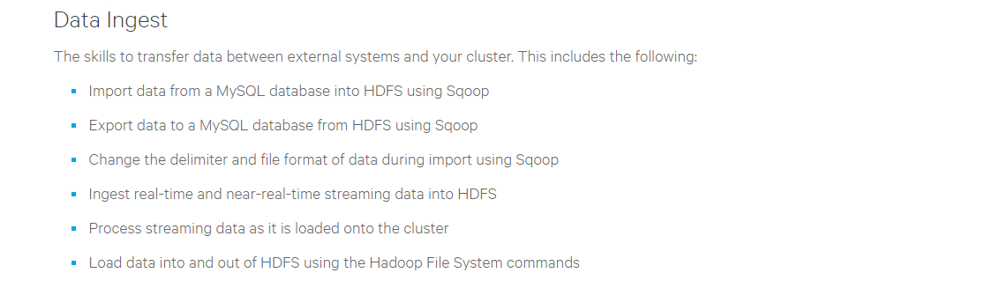 Data Ingest
The skills to transfer data between external systems and your cluster. This includes the following:
Import data from a MySQL database into HDFS using Sqoop
Export data to a MySQL database from HDFS using Sqoop
Change the delimiter and file format of data during import using Sqoop
Ingest real-time and near-real-time streaming data into HDFS
Process streaming data as it is loaded onto the cluster
Load data into and out of HDFS using the Hadoop File System commands